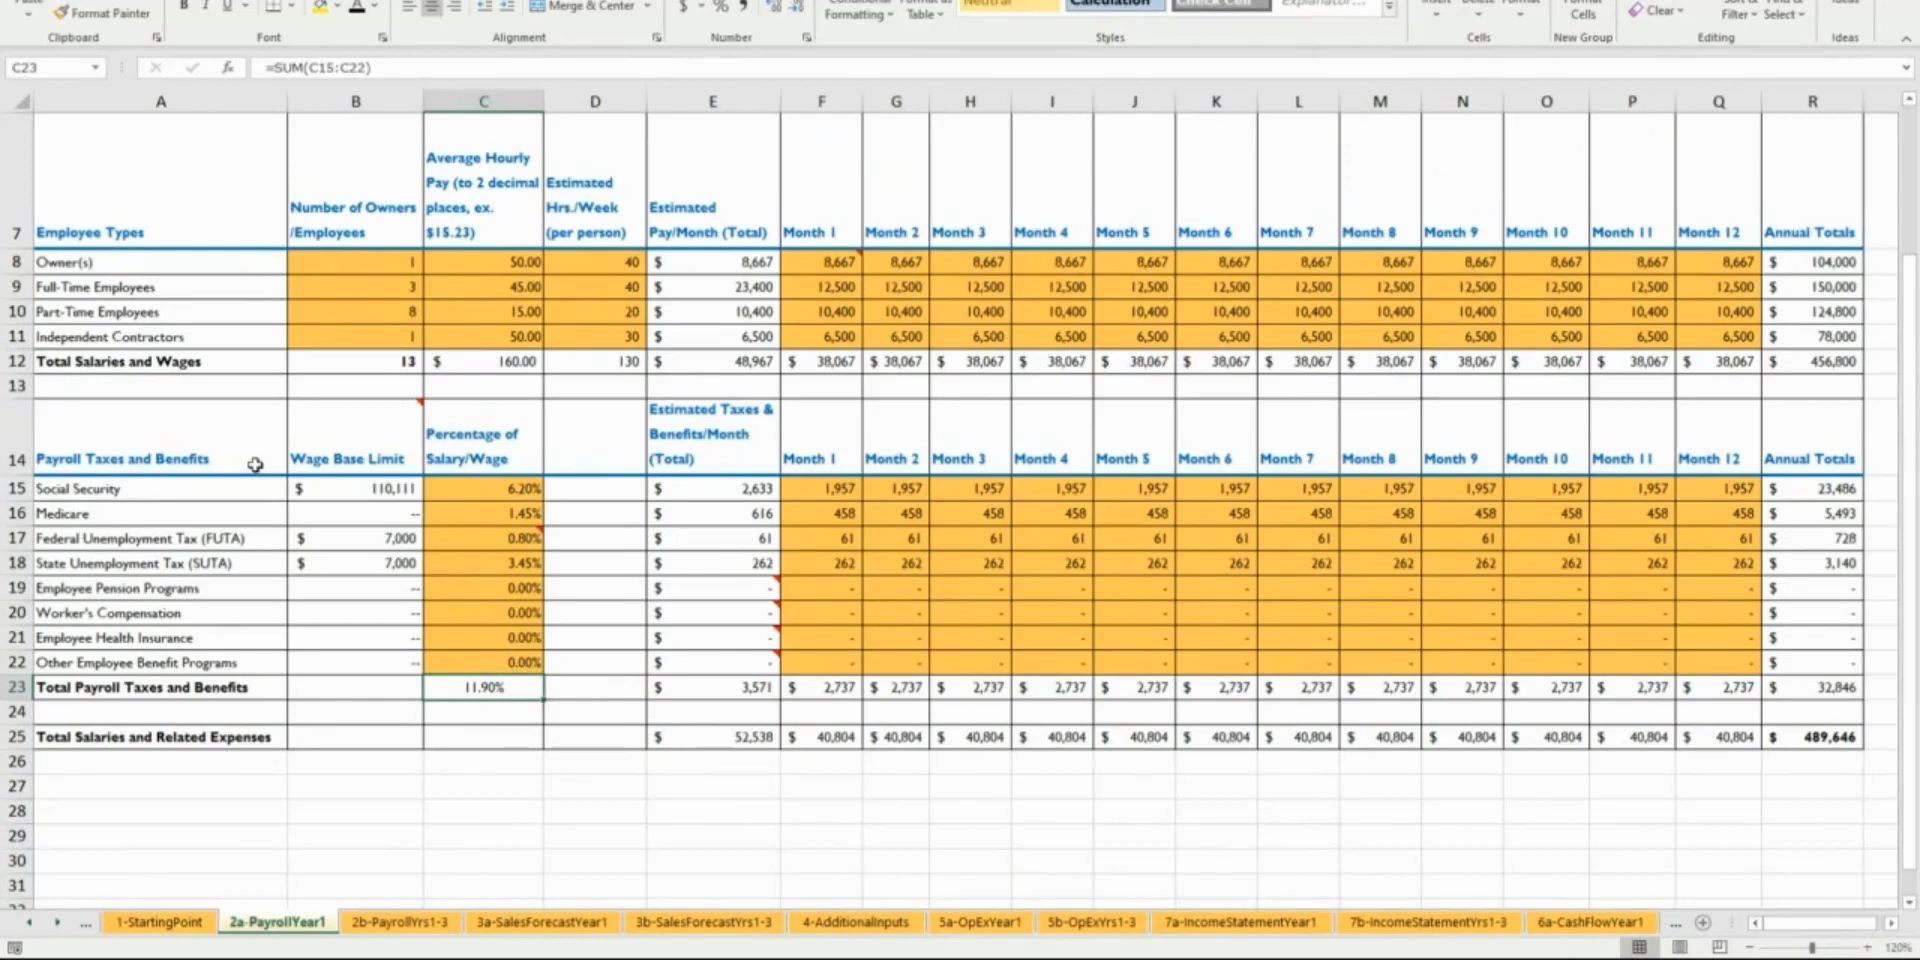 Format Painter
B I U A
Merge & Center
$ % ,
Conditional Formatting
Format as Table
Neutral
Calculation
Check Cell
Explanator...
Insert Delete Format
Format Cells
Clear
Sort & Filter
Find & Select
Ideas
Clipboard Font Alignment Number Styles Cells New Group Editing Ideas
C23 fx =SUM(C15:C22)
A B C D E F G H I J K L M N O P Q R
7 Employee Types Number of Owners /Employees Average Hourly Pay (to 2 decimal places, ex. $15.23) Estimated Hrs./Week (per person) Estimated Pay/Month (Total) Month 1 Month 2 Month 3 Month 4 Month 5 Month 6 Month 7 Month 8 Month 9 Month 10 Month 11 Month 12 Annual Totals
8 Owner(s) 1 50.00 40 $ 8,667 8,667 8,667 8,667 8,667 8,667 8,667 8,667 8,667 8,667 8,667 8,667 8,667 $ 104,000
9 Full-Time Employees 3 45.00 40 $ 23,400 12,500 12,500 12,500 12,500 12,500 12,500 12,500 12,500 12,500 12,500 12,500 12,500 $ 150,000
10 Part-Time Employees 8 15.00 20 $ 10,400 10,400 10,400 10,400 10,400 10,400 10,400 10,400 10,400 10,400 10,400 10,400 10,400 $ 124,800
11 Independent Contractors 1 50.00 30 $ 6,500 6,500 6,500 6,500 6,500 6,500 6,500 6,500 6,500 6,500 6,500 6,500 6,500 $ 78,000
12 Total Salaries and Wages 13 $ 160.00 130 $ 48,967 $ 38,067 $ 38,067 $ 38,067 $ 38,067 $ 38,067 $ 38,067 $ 38,067 $ 38,067 $ 38,067 $ 38,067 $ 38,067 $ 38,067 $ 456,800
13
14 Payroll Taxes and Benefits Wage Base Limit Percentage of Salary/Wage Estimated Taxes & Benefits/Month (Total) Month 1 Month 2 Month 3 Month 4 Month 5 Month 6 Month 7 Month 8 Month 9 Month 10 Month 11 Month 12 Annual Totals
15 Social Security $ 110,111 6.20% $ 2,633 1,957 1,957 1,957 1,957 1,957 1,957 1,957 1,957 1,957 1,957 1,957 1,957 $ 23,486
16 Medicare -- 1.45% $ 616 458 458 458 458 458 458 458 458 458 458 458 458 $ 5,493
17 Federal Unemployment Tax (FUTA) $ 7,000 0.80% $ 61 61 61 61 61 61 61 61 61 61 61 61 61 $ 728
18 State Unemployment Tax (SUTA) $ 7,000 3.45% $ 262 262 262 262 262 262 262 262 262 262 262 262 262 $ 3,140
19 Employee Pension Programs -- 0.00% $ - - - - - - - - - - - - - $ -
20 Worker's Compensation -- 0.00% $ - - - - - - - - - - - - - $ -
21 Employee Health Insurance -- 0.00% $ - - - - - - - - - - - - - $ -
22 Other Employee Benefit Programs -- 0.00% $ - - - - - - - - - - - - - $ -
23 Total Payroll Taxes and Benefits 11.90% $ 3,571 $ 2,737 $ 2,737 $ 2,737 $ 2,737 $ 2,737 $ 2,737 $ 2,737 $ 2,737 $ 2,737 $ 2,737 $ 2,737 $ 2,737 $ 32,846
24
25 Total Salaries and Related Expenses $ 52,538 $ 40,804 $ 40,804 $ 40,804 $ 40,804 $ 40,804 $ 40,804 $ 40,804 $ 40,804 $ 40,804 $ 40,804 $ 40,804 $ 40,804 $ 489,646
26
27
28
29
30
31
... 1-StartingPoint 2a-PayrollYear1 2b-PayrollYrs1-3 3a-SalesForecastYear1 3b-SalesForecastYrs1-3 4-AdditionalInputs 5a-OpExYear1 5b-OpExYrs1-3 7a-IncomeStatementYear1 7b-IncomeStatementYrs1-3 6a-CashFlowYear1 ...
120%